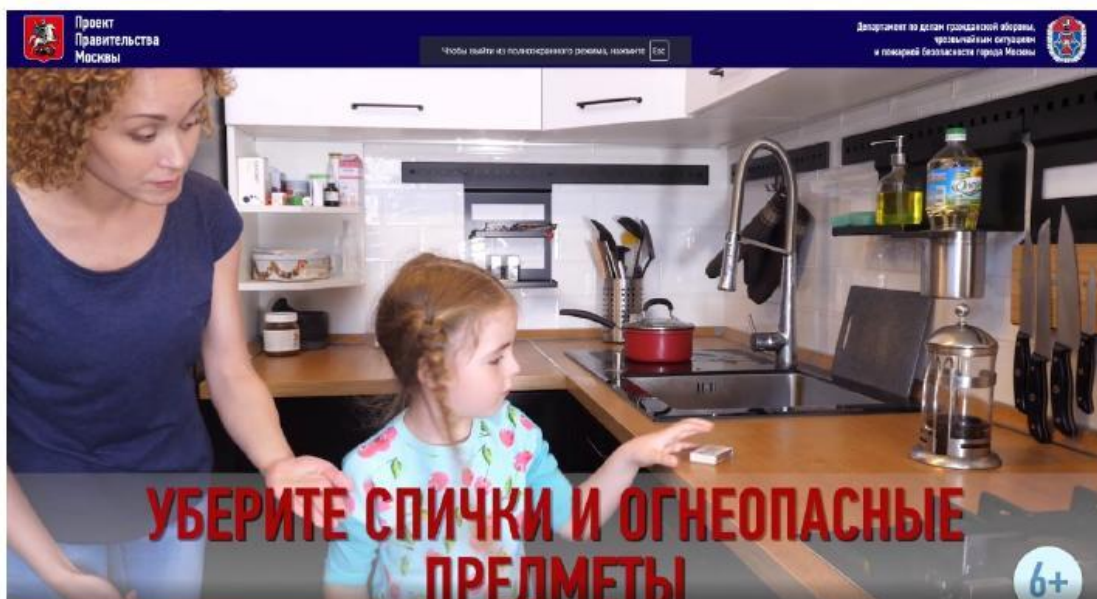 Проект
Правительства
Москвы
Чтобы выйти из полноэкранного режима, нажмите Esc
Департамент по делам гражданской обороны,
чрезвычайным ситуациям
и пожарной безопасности города Москвы
УБЕРИТЕ СПИЧКИ И ОГНЕОПАСНЫЕ
ПРЕДМЕТЫ
6+